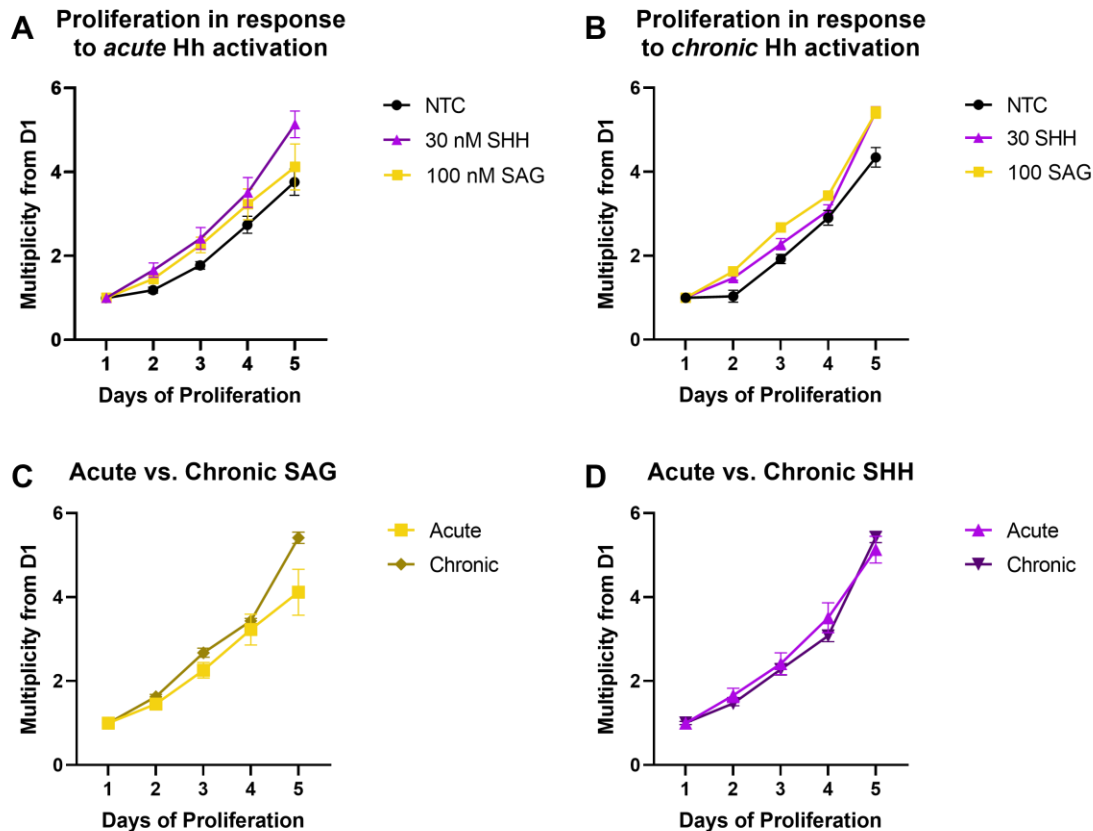 A
Proliferation in response
to acute Hh activation
Multiplicity from D1
6
4
2
0
1 2 3 4 5
Days of Proliferation
NTC
30 nM SHH
100 nM SAG
B
Proliferation in response
to chronic Hh activation
Multiplicity from D1
6
4
2
0
1 2 3 4 5
Days of Proliferation
NTC
30 SHH
100 SAG
C
Acute vs. Chronic SAG
Multiplicity from D1
6
4
2
0
1 2 3 4 5
Days of Proliferation
Acute
Chronic
D
Acute vs. Chronic SHH
Multiplicity from D1
6
4
2
0
1 2 3 4 5
Days of Proliferation
Acute
Chronic